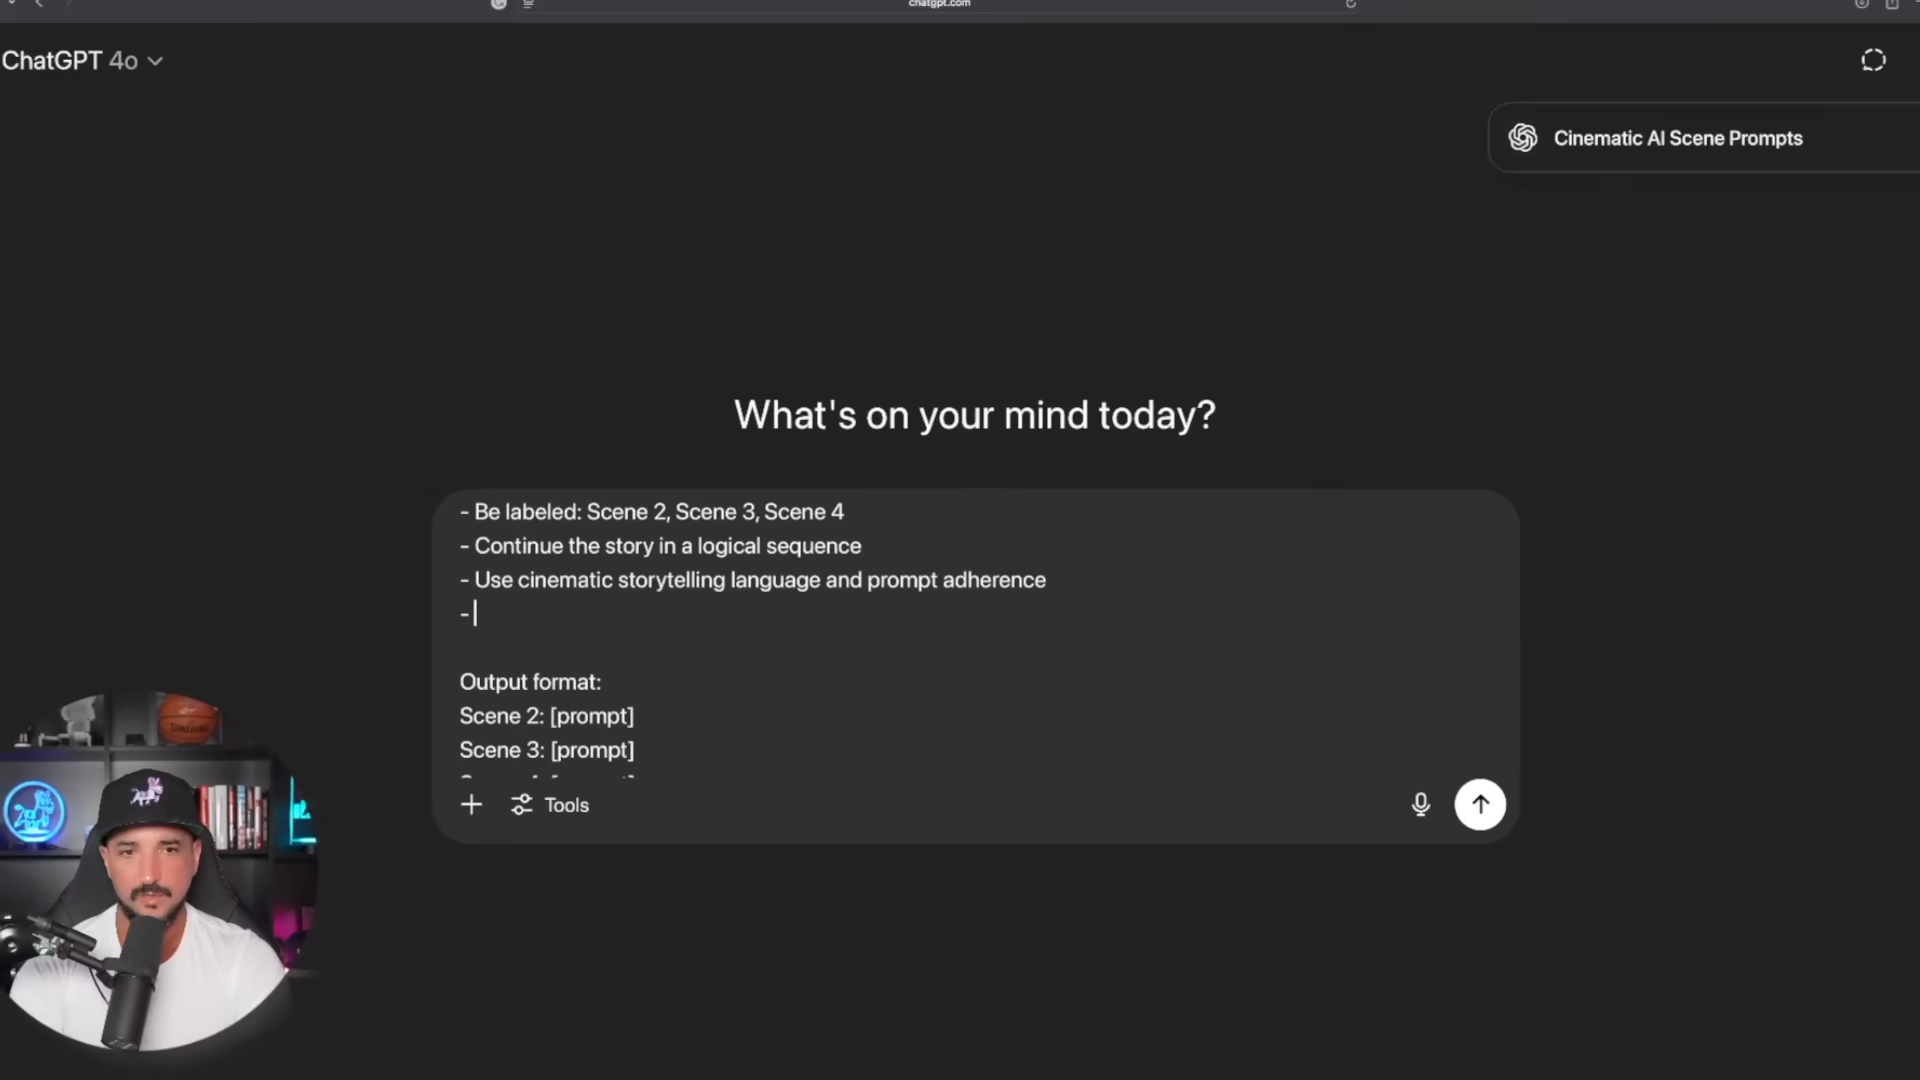 chatgpt.com
ChatGPT 4o
Cinematic AI Scene Prompts
What's on your mind today?
- Be labeled: Scene 2, Scene 3, Scene 4
- Continue the story in a logical sequence
- Use cinematic storytelling language and prompt adherence
-
Output format:
Scene 2: [prompt]
Scene 3: [prompt]
Tools